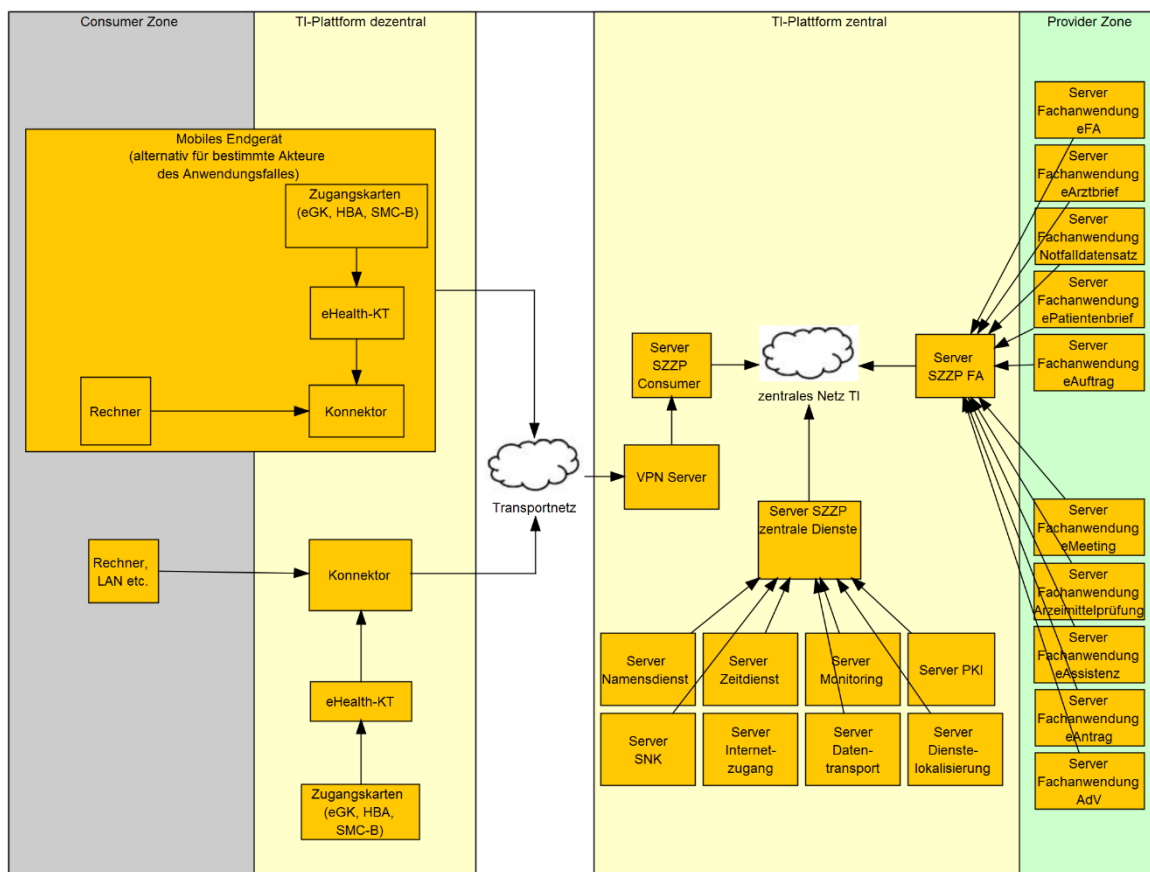 Consumer Zone
TI-Plattform dezentral
TI-Plattform zentral
Provider Zone
Mobiles Endgerät
(alternativ für bestimmte Akteure
des Anwendungsfalles)
Zugangskarten
(eGK, HBA, SMC-B)
eHealth-KT
Rechner
Konnektor
Transportnetz
Rechner,
LAN etc.
Konnektor
eHealth-KT
Zugangskarten
(eGK, HBA,
SMC-B)
Server
SZZP
Consumer
zentrales Netz TI
Server
SZZP FA
VPN Server
Server SZZP
zentrale Dienste
Server
Namensdienst
Server
Zeitdienst
Server
Monitoring
Server PKI
Server
SNK
Server
Internet-
zugang
Server
Daten-
transport
Server
Dienste-
lokalisierung
Server
Fachanwendung
eFA
Server
Fachanwendung
eArztbrief
Server
Fachanwendung
Notfalldatensatz
Server
Fachanwendung
ePatientenbrief
Server
Fachanwendung
eAuftrag
Server
Fachanwendung
eMeeting
Server
Fachanwendung
Arzeimittelprüfung
Server
Fachanwendung
eAssistenz
Server
Fachanwendung
eAntrag
Server
Fachanwendung
AdV